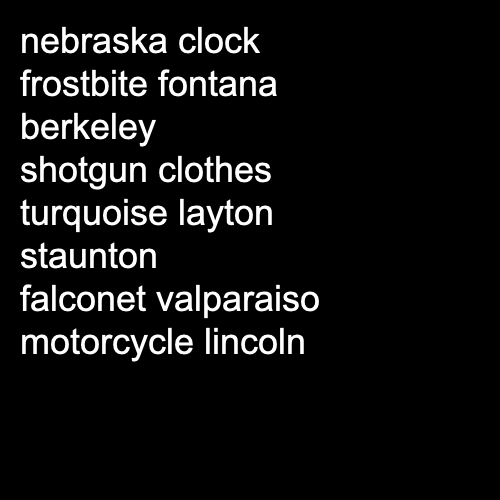 nebraska clock
frostbite fontana
berkeley
shotgun clothes
turquoise layton
staunton
falconet valparaiso
motorcycle lincoln